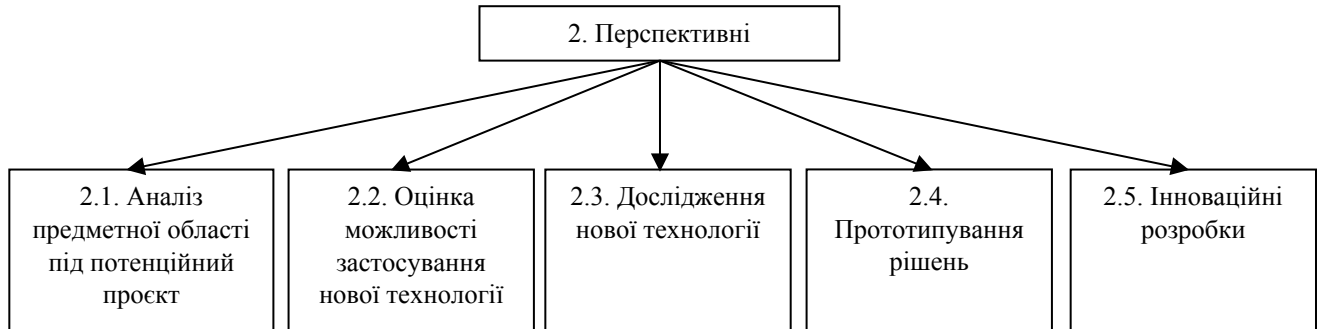 2. Перспективні
2.1. Аналіз
предметної області
під потенційний
проєкт
2.2. Оцінка
можливості
застосування
нової технології
2.3. Дослідження
нової технології
2.4.
Прототипування
рішень
2.5. Інноваційні
розробки